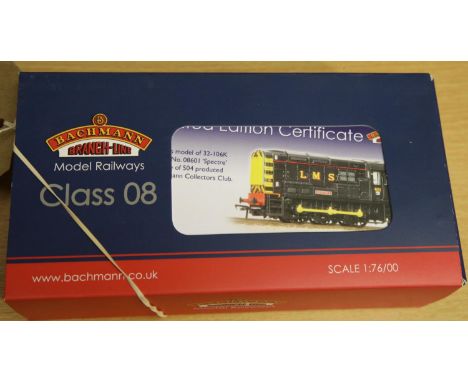 BACHMANN
BRANCH-LINE
Model Railways
Class 08
Edition Certificate
model of 32-106K
No. 08601 'Spectre'
of 504 produced
Collectors Club.
LMS
www.bachmann.co.uk
SCALE 1:76/00